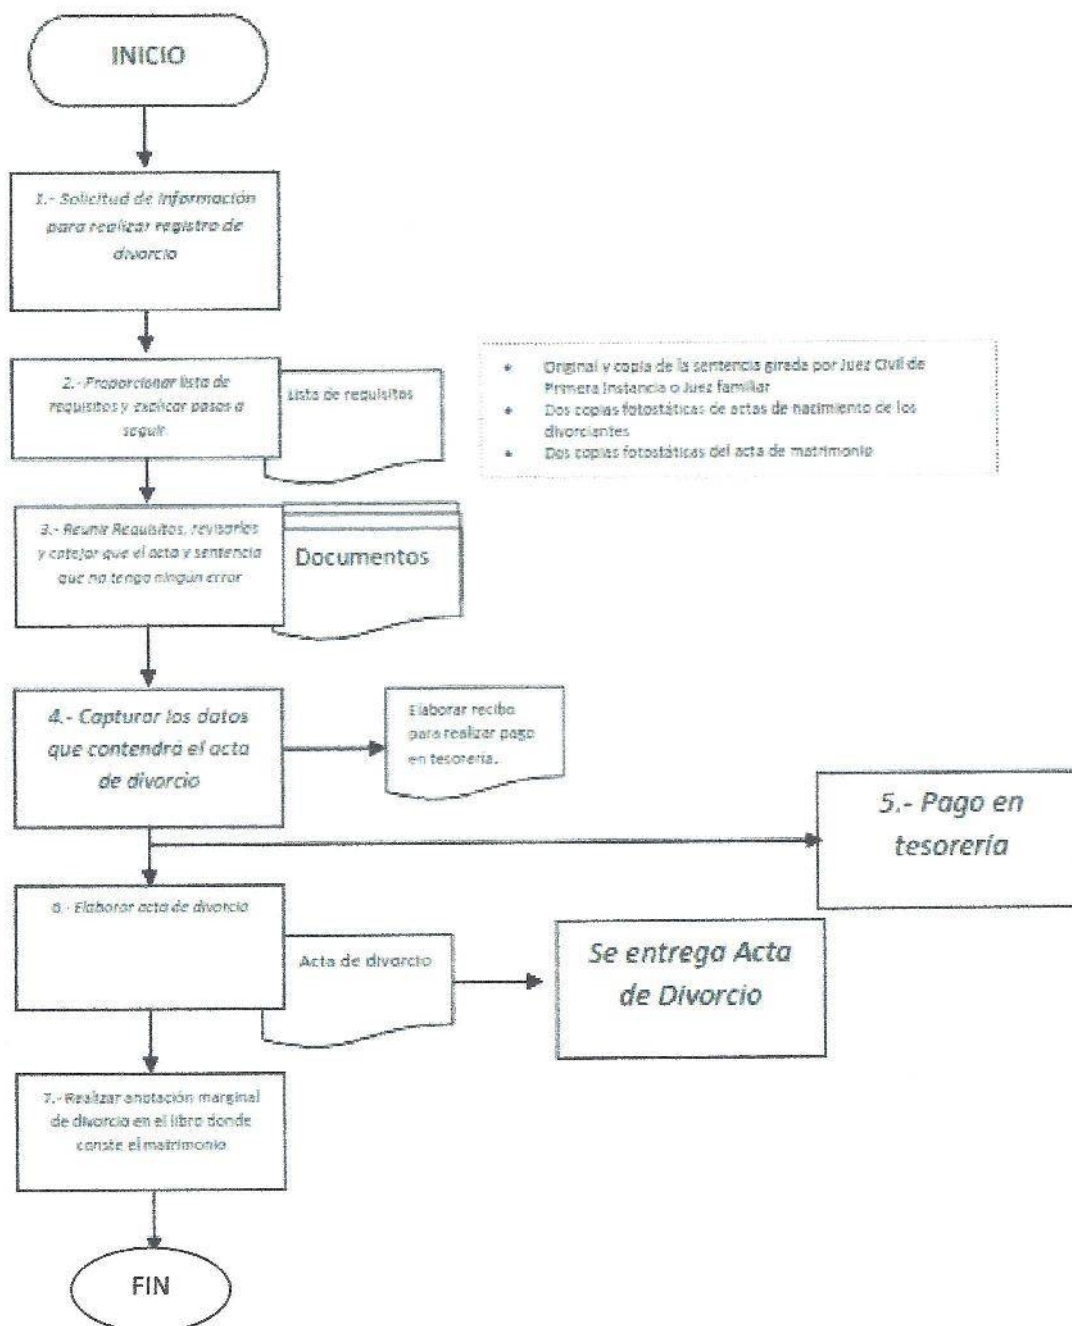 INICIO
1.- Solicitud de información
para realizar registro de
divorcio
2.- Proporcionar lista de
requisitos y explicar pasos a
seguir
Lista de requisitos
• Original y copia de la sentencia girada por Juez Civil de
Primera Instancia o Juez familiar
• Dos copias fotostáticas de actas de nacimiento de los
divorciantes
• Dos copias fotostáticas del acta de matrimonio
3.- Reunir Requisitos, revisarlos
y cotejar que el acta y sentencia
que no tenga ningun error
Documentos
4.- Capturar los datos
que contendrá el acta
de divorcio
Elaborar recibo
para realizar pago
en tesorería.
5.- Pago en
tesorería
6.- Elaborar acta de divorcio
Acta de divorcio
Se entrega Acta
de Divorcio
7.- Realizar anotación marginal
de divorcio en el libro donde
conste el matrimonio
FIN